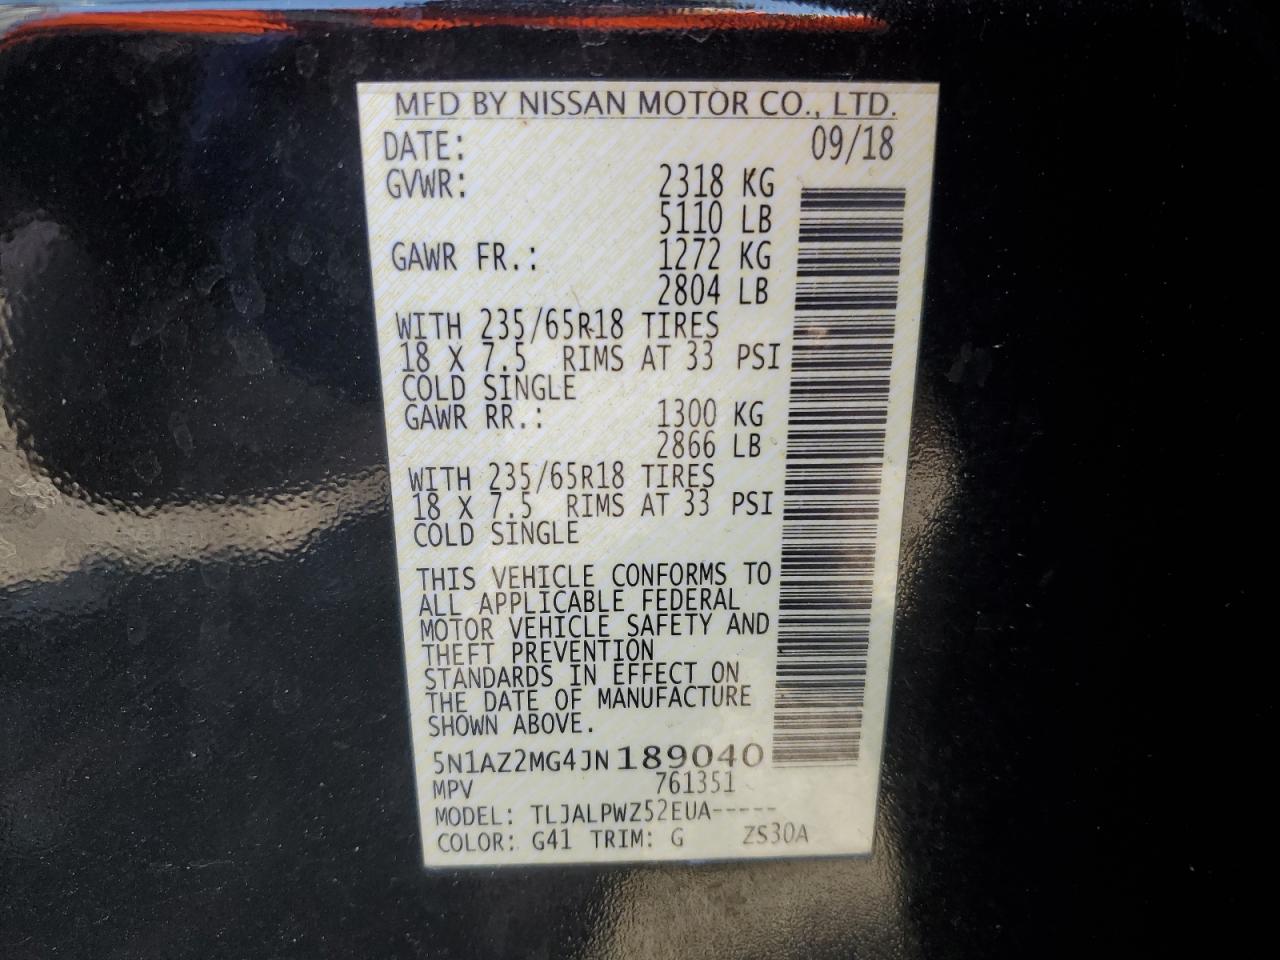 MFD BY NISSAN MOTOR CO., LTD.
DATE: 09/18
GVWR: 2318 KG
5110 LB
GAWR FR.: 1272 KG
2804 LB
WITH 235/65R18 TIRES
18 X 7.5 RIMS AT 33 PSI
COLD SINGLE
GAWR RR.: 1300 KG
2866 LB
WITH 235/65R18 TIRES
18 X 7.5 RIMS AT 33 PSI
COLD SINGLE
THIS VEHICLE CONFORMS TO
ALL APPLICABLE FEDERAL
MOTOR VEHICLE SAFETY AND
THEFT PREVENTION
STANDARDS IN EFFECT ON
THE DATE OF MANUFACTURE
SHOWN ABOVE.
5N1AZ2MG4JN189040
MPV 761351
MODEL: TLJALPWZ52EUA-----
COLOR: G41 TRIM: G ZS30A